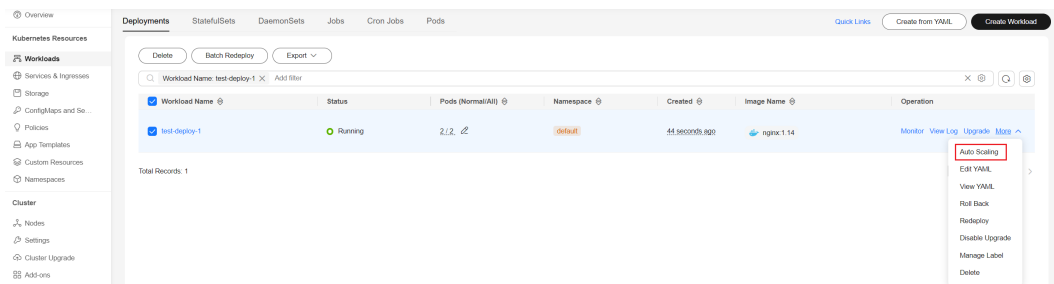 Overview
Kubernetes Resources
Workloads
Services & Ingresses
Storage
ConfigMaps and Se...
Policies
App Templates
Custom Resources
Namespaces
Cluster
Nodes
Settings
Cluster Upgrade
Add-ons
Deployments StatefulSets DaemonSets Jobs Cron Jobs Pods Quick Links Create from YAML Create Workload
Delete Batch Redeploy Export
Workload Name: test-deploy-1 Add filter
Workload Name Status Pods (Normal/All) Namespace Created Image Name Operation
test-deploy-1 Running 2 / 2 default 44 seconds ago nginx:1.14 Monitor View Log Upgrade More
Total Records: 1
Auto Scaling
Edit YAML
View YAML
Roll Back
Redeploy
Disable Upgrade
Manage Label
Delete